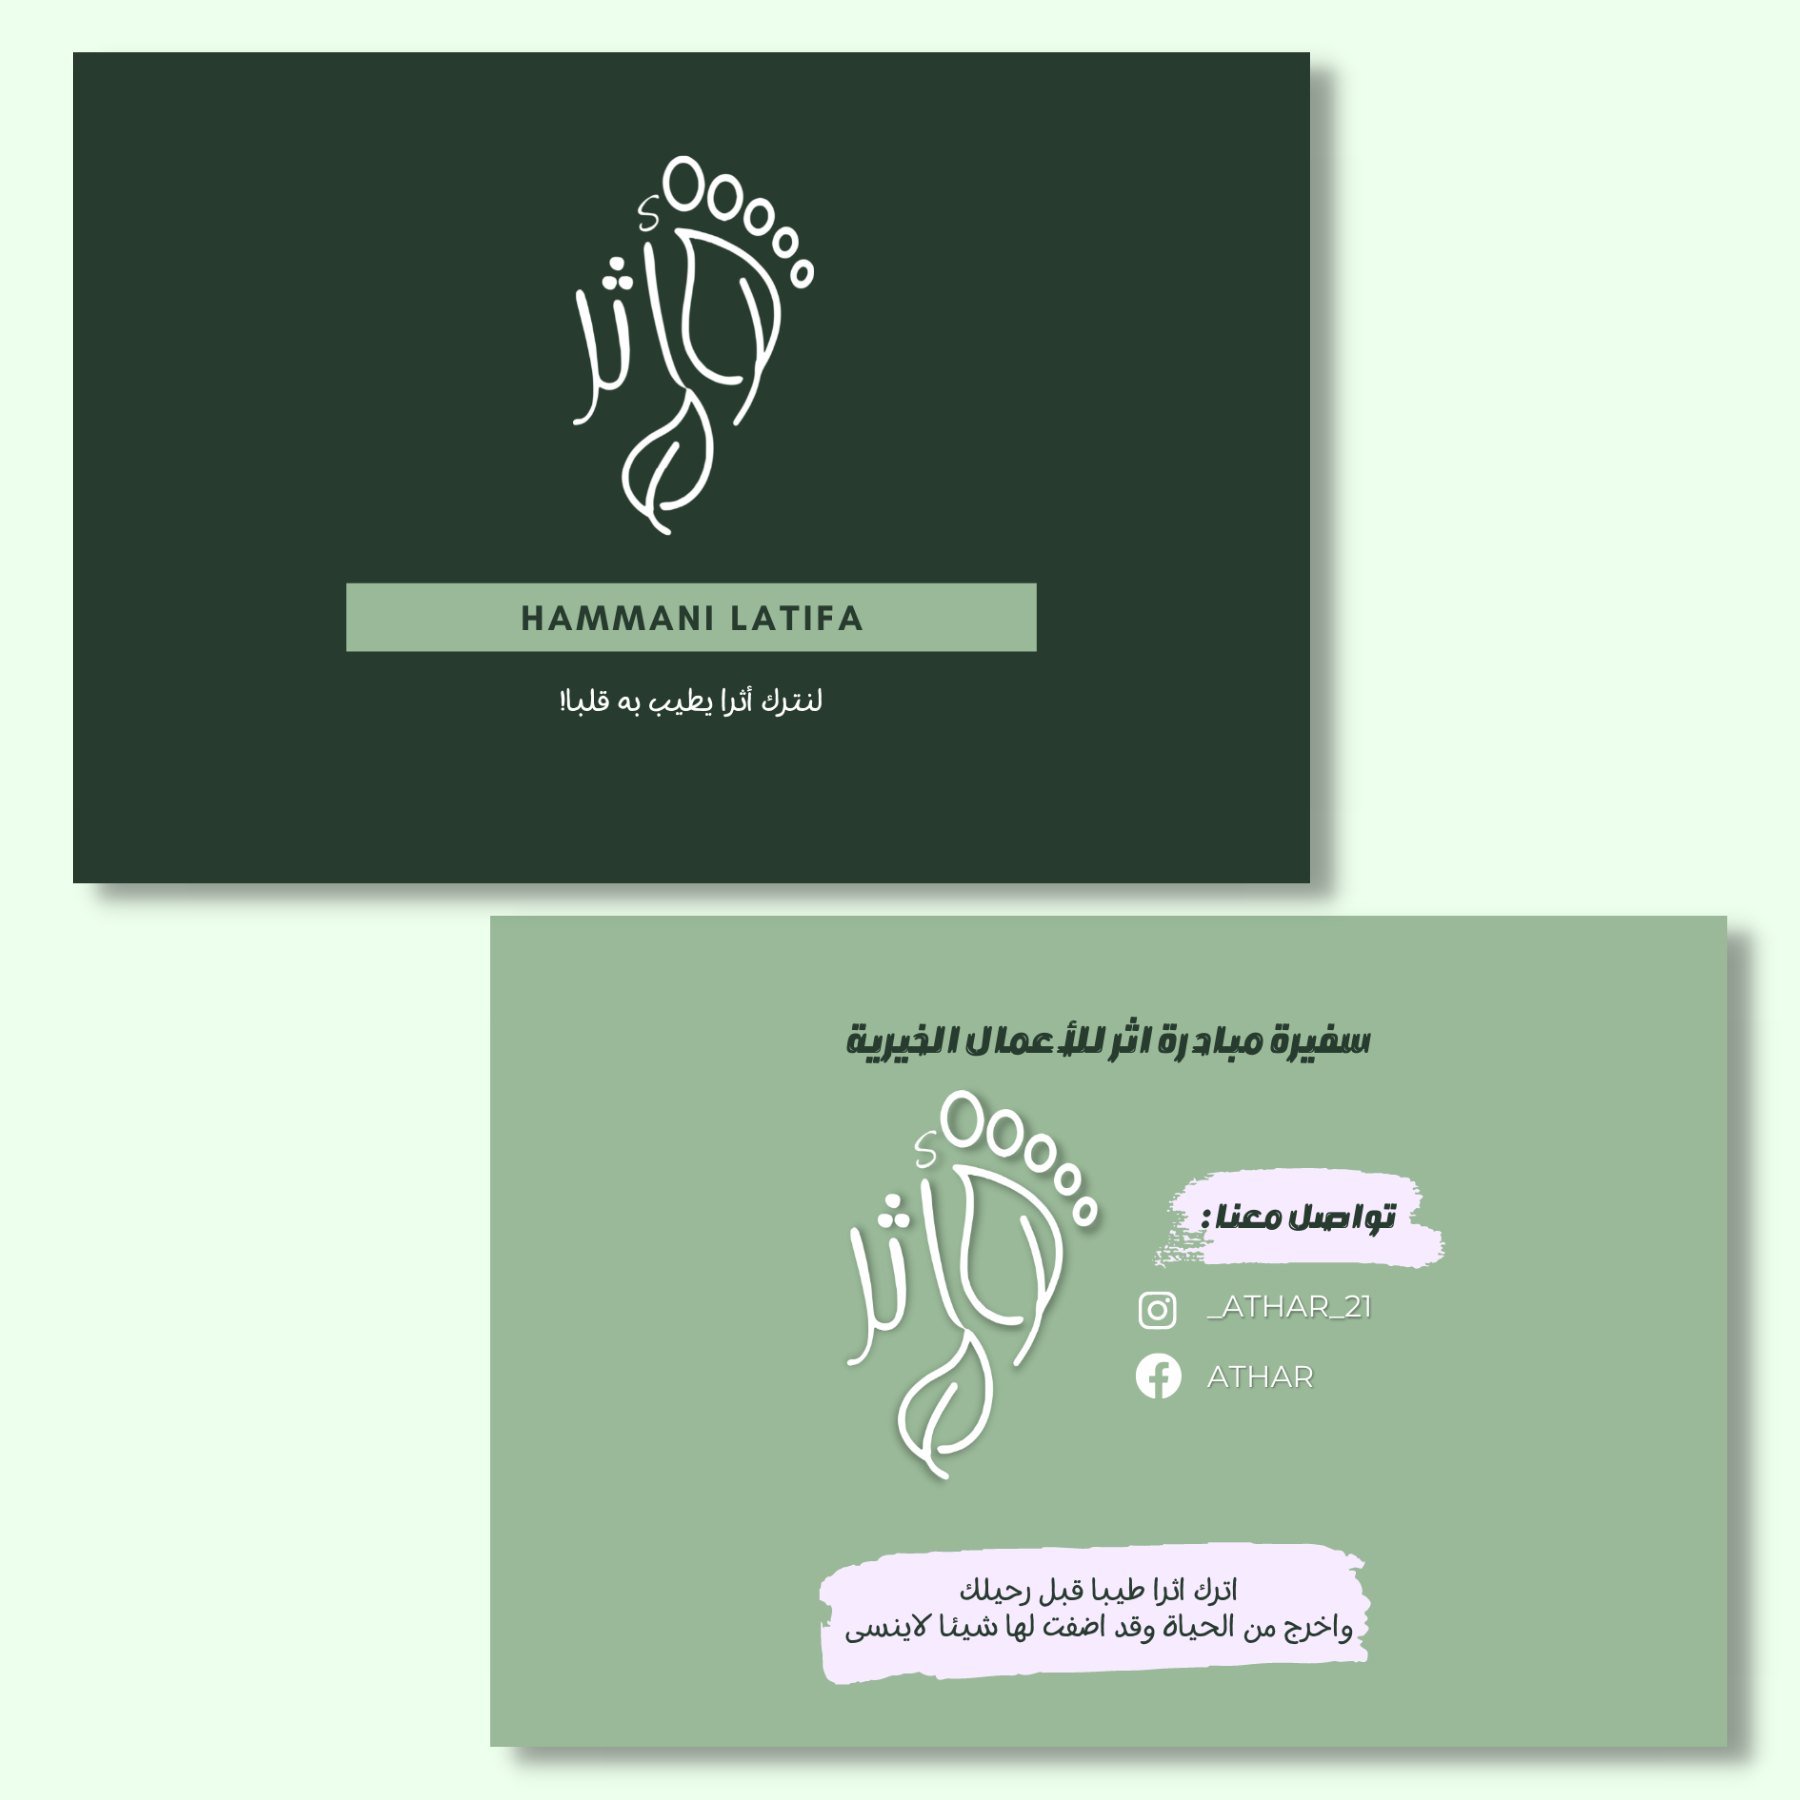 أثر
HAMMANI LATIFA
لنترك أثرا يطيب به قلبا!
سفيرة مبادرة اثر للأعمال الخيرية
أثر
تواصل معنا:
_ATHAR_21
ATHAR
اترك اثرا طيبا قبل رحيلك
واخرج من الحياة وقد اضفت لها شيئا لاينسى